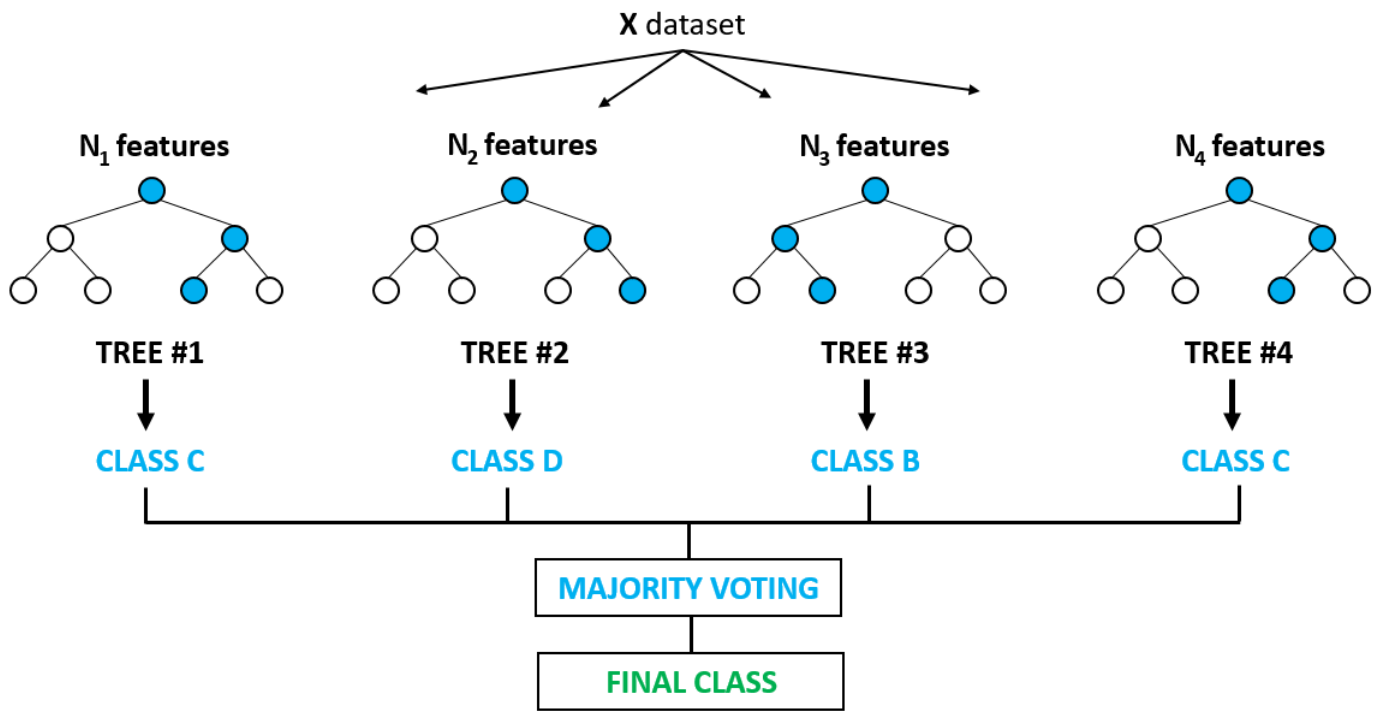 X dataset
N₁ features
N₂ features
N₃ features
N₄ features
TREE #1
TREE #2
TREE #3
TREE #4
CLASS C
CLASS D
CLASS B
CLASS C
MAJORITY VOTING
FINAL CLASS